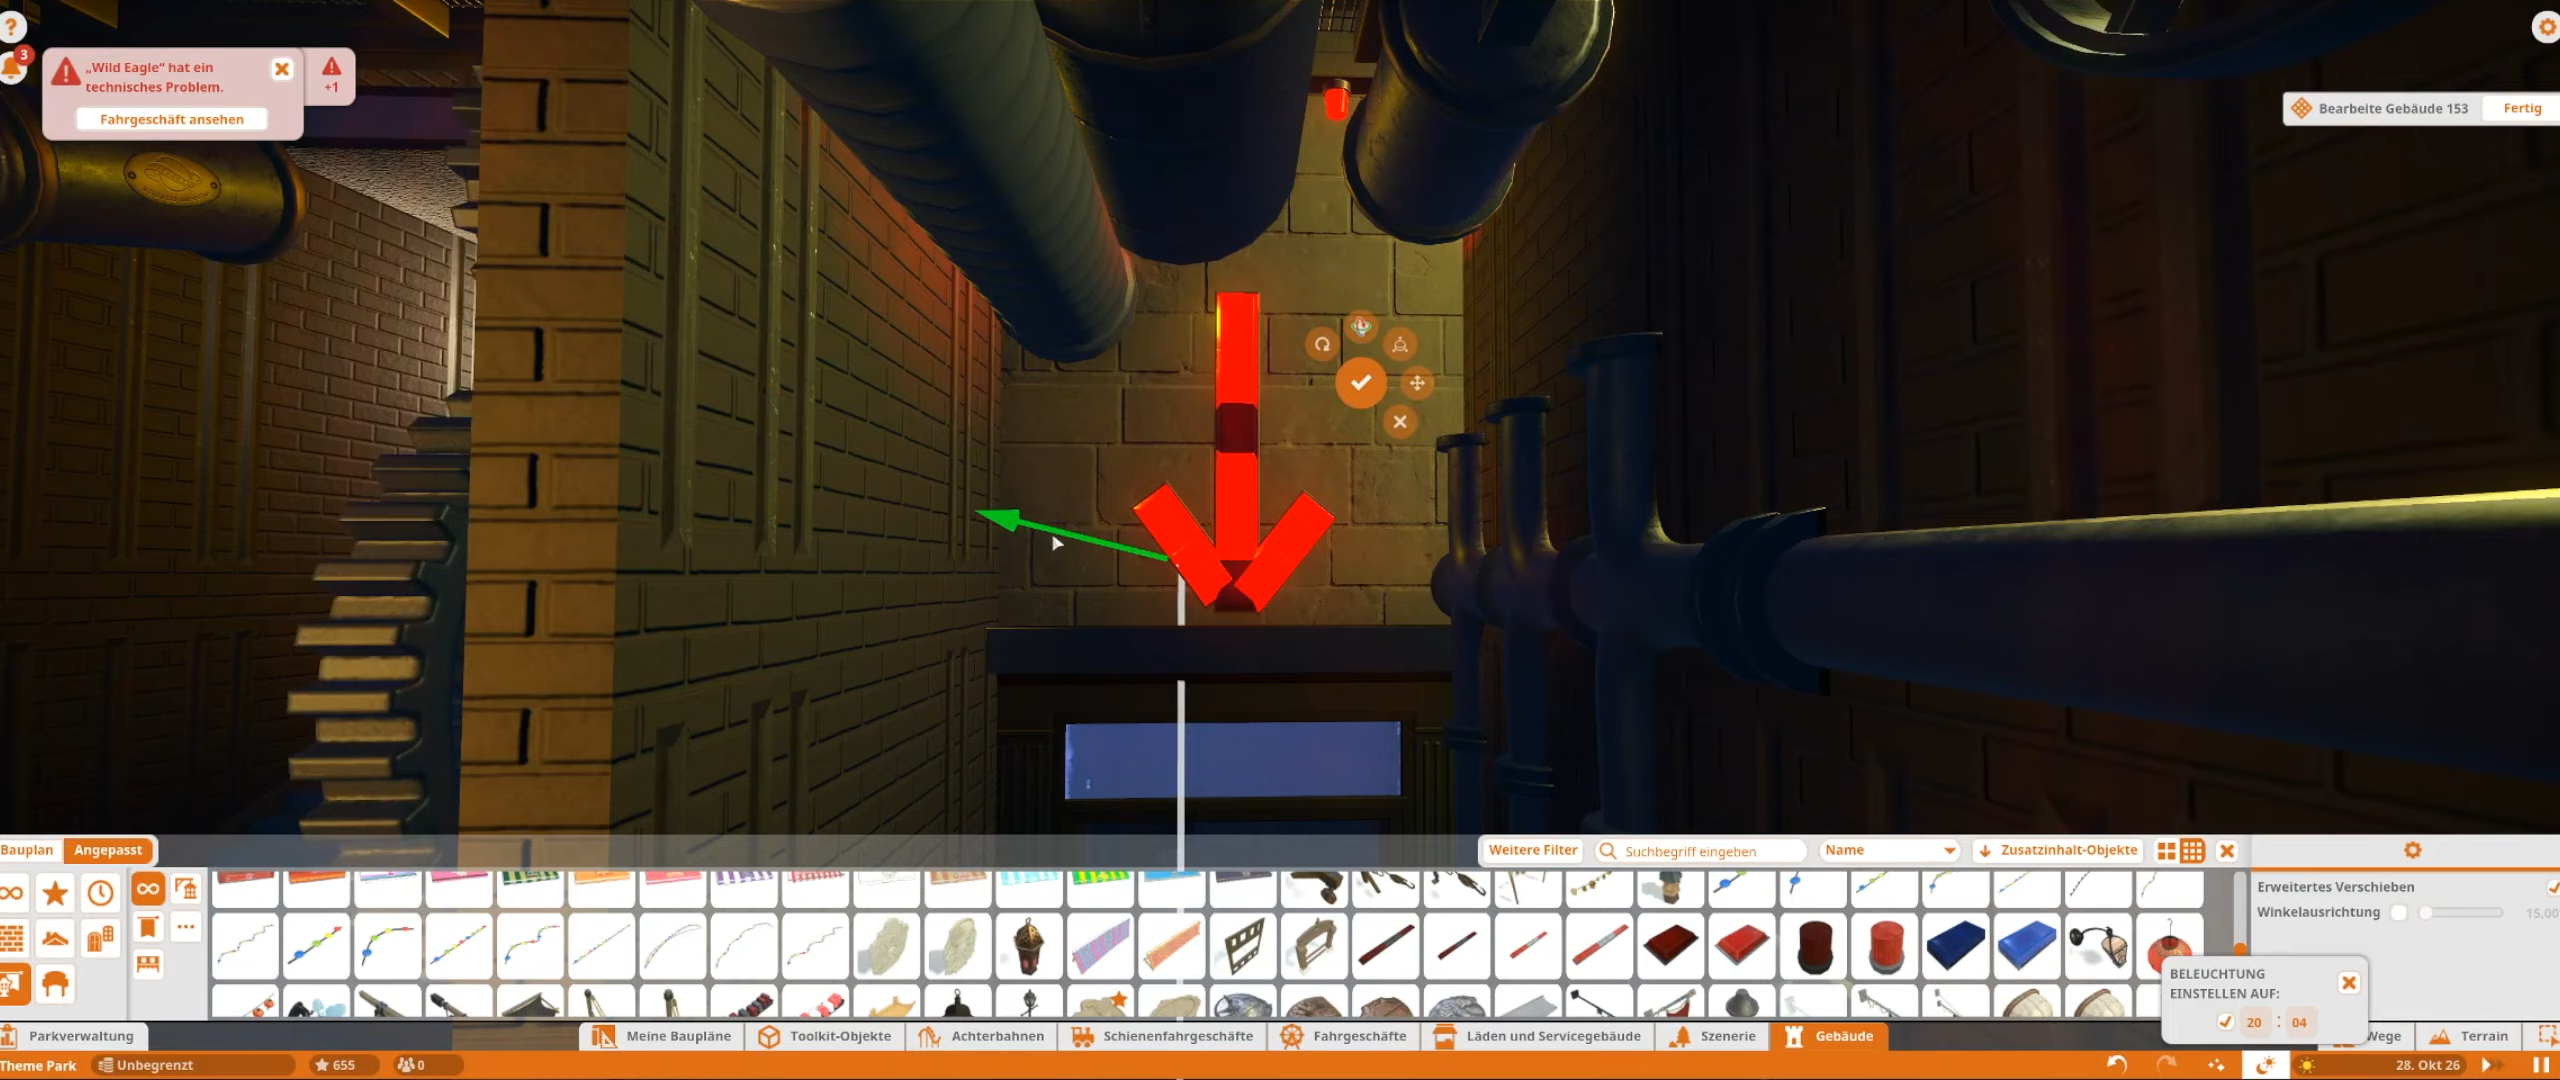 ?
3
„Wild Eagle“ hat ein
technisches Problem.
+1
Fahrgeschäft ansehen
Bearbeite Gebäude 153
Fertig
Bauplan
Angepasst
Weitere Filter
Suchbegriff eingeben
Name
Zusatzinhalt-Objekte
Erweitertes Verschieben
Winkelausrichtung
15,00
BELEUCHTUNG
EINSTELLEN AUF:
20 : 04
Parkverwaltung
Meine Baupläne
Toolkit-Objekte
Achterbahnen
Schienenfahrgeschäfte
Fahrgeschäfte
Läden und Servicegebäude
Szenerie
Gebäude
Wege
Terrain
Theme Park
Unbegrenzt
655
0
28. Okt 26